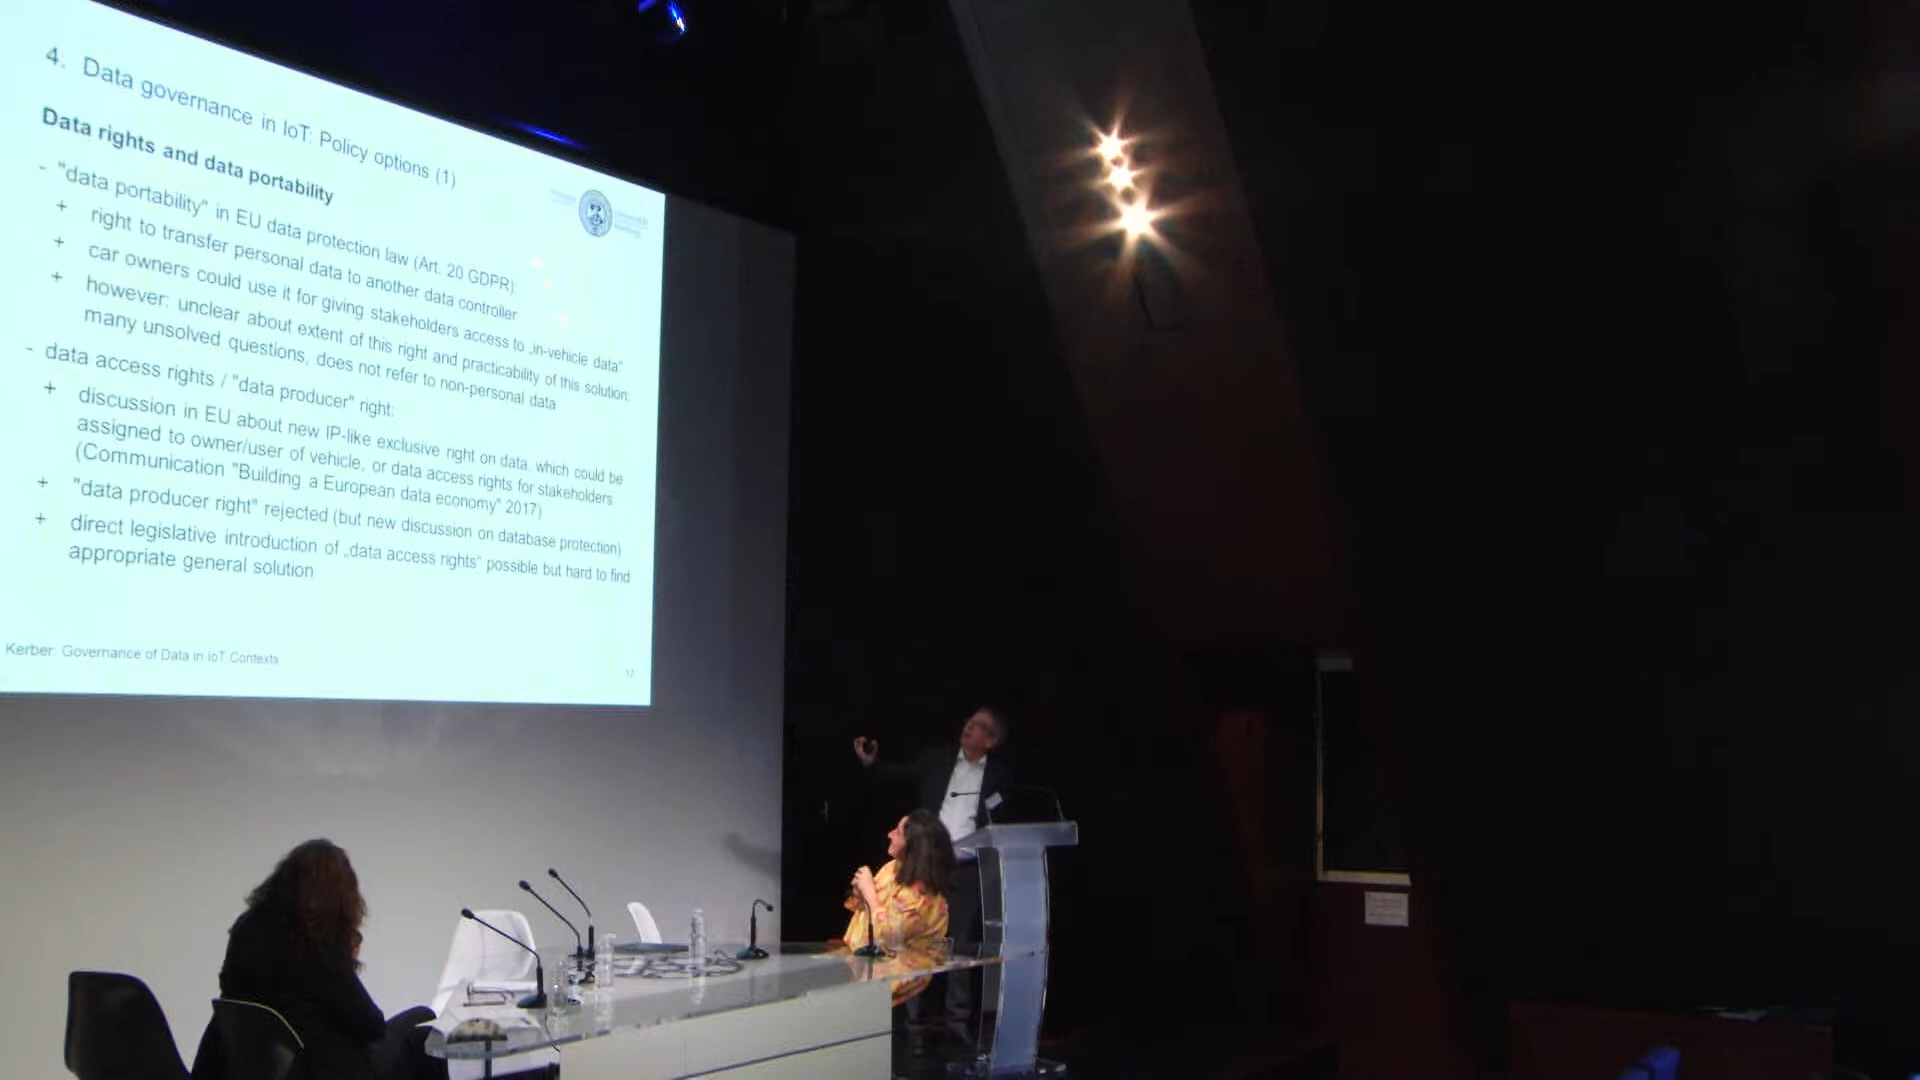 4. Data governance in IoT: Policy options (1)
Data rights and data portability
- "data portability" in EU data protection law (Art. 20 GDPR):
+ right to transfer personal data to another data controller
+ car owners could use it for giving stakeholders access to „in-vehicle data"
+ however: unclear about extent of this right and practicability of this solution:
many unsolved questions, does not refer to non-personal data
- data access rights / "data producer" right:
+ discussion in EU about new IP-like exclusive right on data, which could be
assigned to owner/user of vehicle, or data access rights for stakeholders
(Communication "Building a European data economy" 2017)
+ "data producer right" rejected (but new discussion on database protection)
+ direct legislative introduction of „data access rights" possible but hard to find
appropriate general solution
Kerber: Governance of Data in IoT Contexts
17